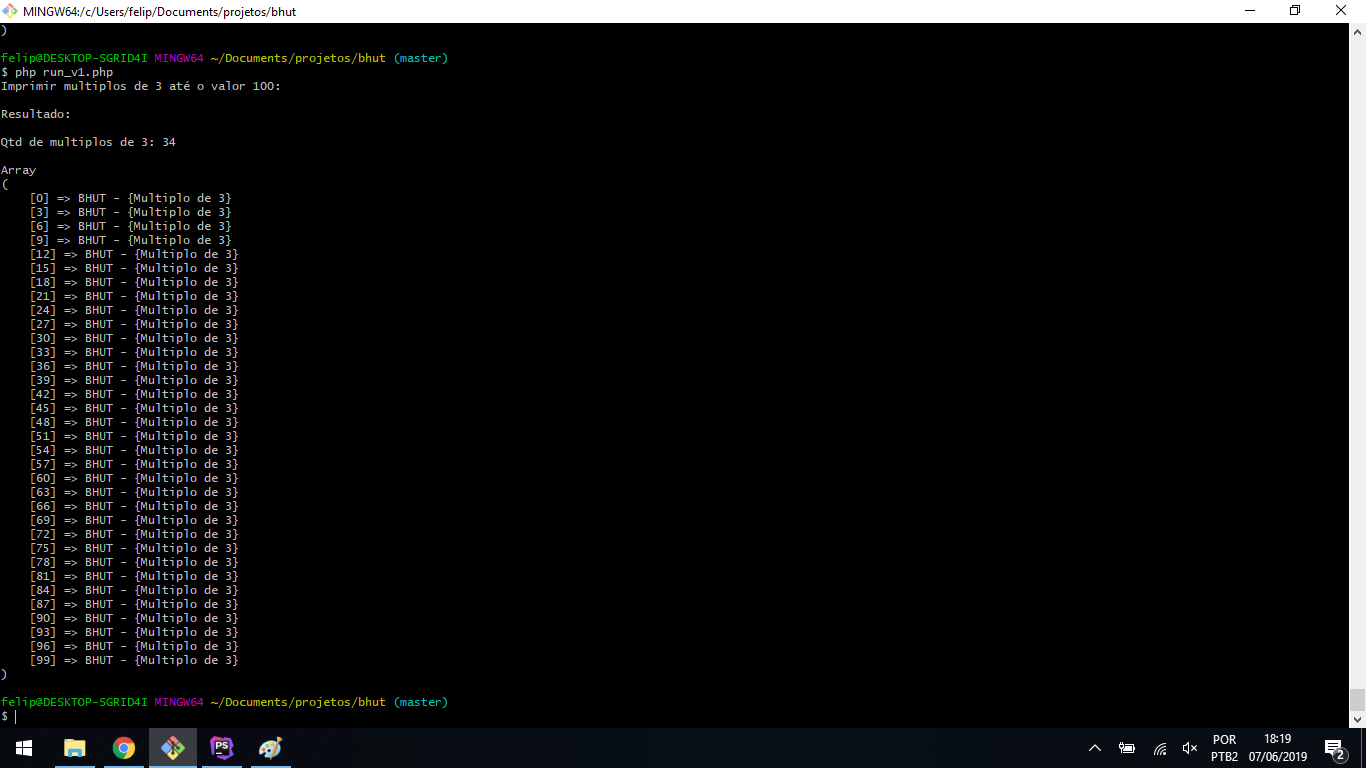 MINGW64:/c/Users/felip/Documents/projetos/bhut
)
felip@DESKTOP-SGRID4I MINGW64 ~/Documents/projetos/bhut (master)
$ php run_v1.php
Imprimir multiplos de 3 até o valor 100:
Resultado:
Qtd de multiplos de 3: 34
Array
(
[0] => BHUT - {Multiplo de 3}
[3] => BHUT - {Multiplo de 3}
[6] => BHUT - {Multiplo de 3}
[9] => BHUT - {Multiplo de 3}
[12] => BHUT - {Multiplo de 3}
[15] => BHUT - {Multiplo de 3}
[18] => BHUT - {Multiplo de 3}
[21] => BHUT - {Multiplo de 3}
[24] => BHUT - {Multiplo de 3}
[27] => BHUT - {Multiplo de 3}
[30] => BHUT - {Multiplo de 3}
[33] => BHUT - {Multiplo de 3}
[36] => BHUT - {Multiplo de 3}
[39] => BHUT - {Multiplo de 3}
[42] => BHUT - {Multiplo de 3}
[45] => BHUT - {Multiplo de 3}
[48] => BHUT - {Multiplo de 3}
[51] => BHUT - {Multiplo de 3}
[54] => BHUT - {Multiplo de 3}
[57] => BHUT - {Multiplo de 3}
[60] => BHUT - {Multiplo de 3}
[63] => BHUT - {Multiplo de 3}
[66] => BHUT - {Multiplo de 3}
[69] => BHUT - {Multiplo de 3}
[72] => BHUT - {Multiplo de 3}
[75] => BHUT - {Multiplo de 3}
[78] => BHUT - {Multiplo de 3}
[81] => BHUT - {Multiplo de 3}
[84] => BHUT - {Multiplo de 3}
[87] => BHUT - {Multiplo de 3}
[90] => BHUT - {Multiplo de 3}
[93] => BHUT - {Multiplo de 3}
[96] => BHUT - {Multiplo de 3}
[99] => BHUT - {Multiplo de 3}
)
felip@DESKTOP-SGRID4I MINGW64 ~/Documents/projetos/bhut (master)
$
PS
POR
PTB2
18:19
07/06/2019
2